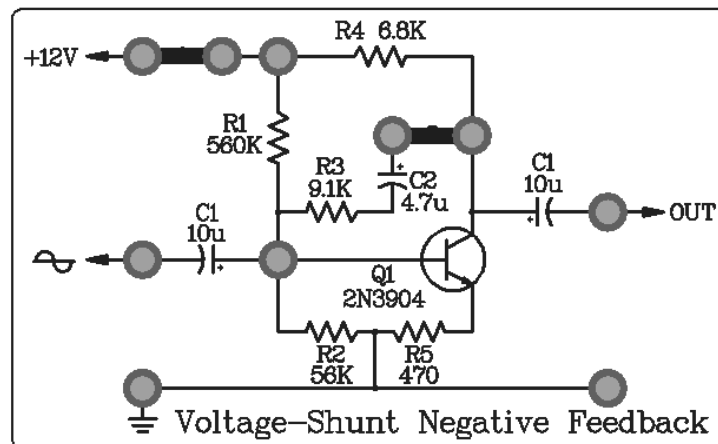 R4 6.8K
+12V
R1
560K
R3
9.1K
C2
4.7u
C1
10u
OUT
C1
10u
Q1
2N3904
R2
56K
R5
470
Voltage-Shunt Negative Feedback